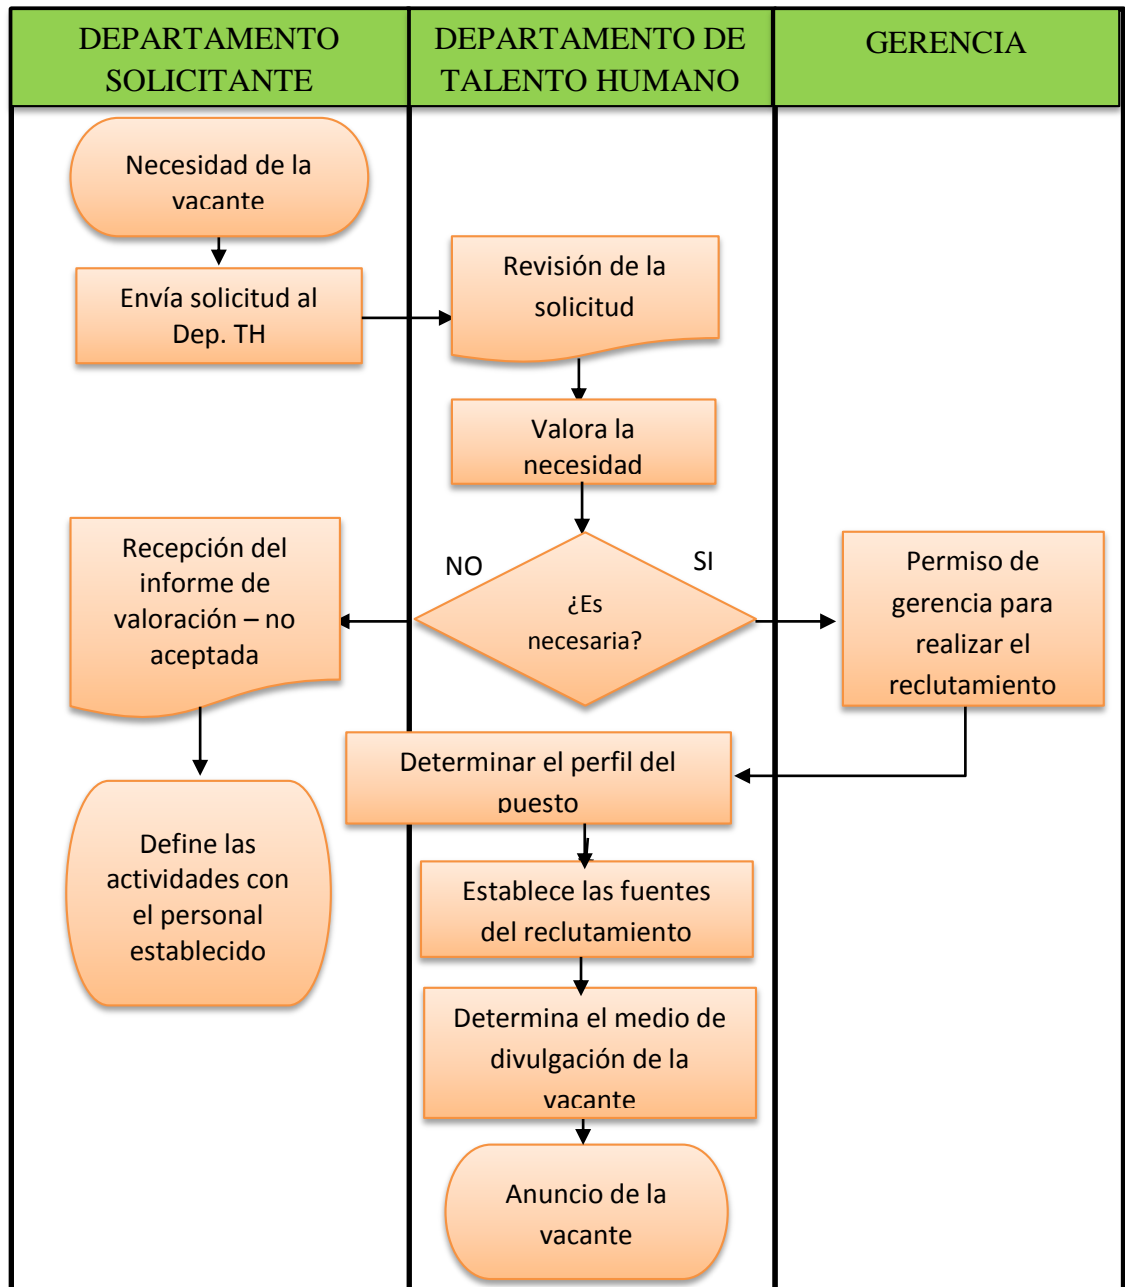 DEPARTAMENTO
SOLICITANTE
DEPARTAMENTO DE
TALENTO HUMANO
GERENCIA
Necesidad de la
vacante
Envía solicitud al
Dep. TH
Revisión de la
solicitud
Valora la
necesidad
NO
SI
¿Es
necesaria?
Recepción del
informe de
valoración – no
aceptada
Permiso de
gerencia para
realizar el
reclutamiento
Determinar el perfil del
puesto
Define las
actividades con
el personal
establecido
Establece las fuentes
del reclutamiento
Determina el medio de
divulgación de la
vacante
Anuncio de la
vacante